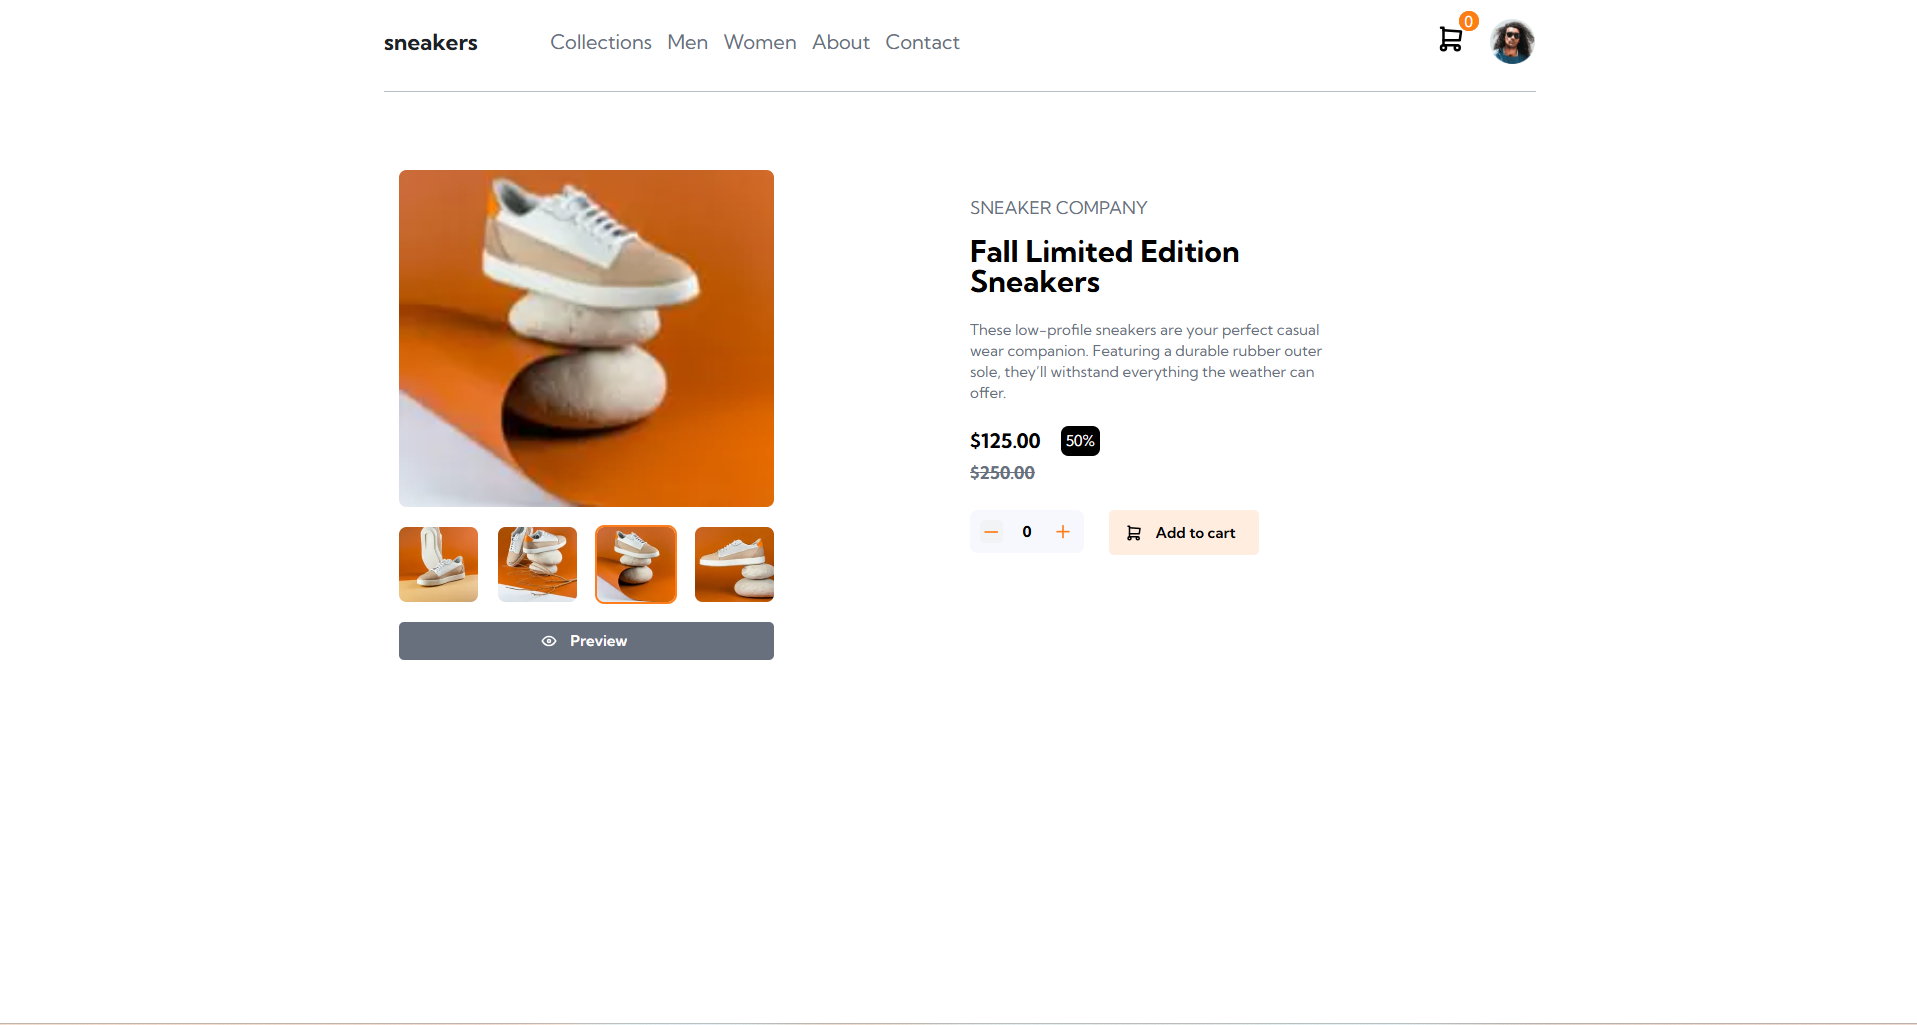 sneakers
Collections Men Women About Contact
0
SNEAKER COMPANY
Fall Limited Edition
Sneakers
These low-profile sneakers are your perfect casual
wear companion. Featuring a durable rubber outer
sole, they'll withstand everything the weather can
offer.
$125.00 50%
$250.00
0
Add to cart
Preview